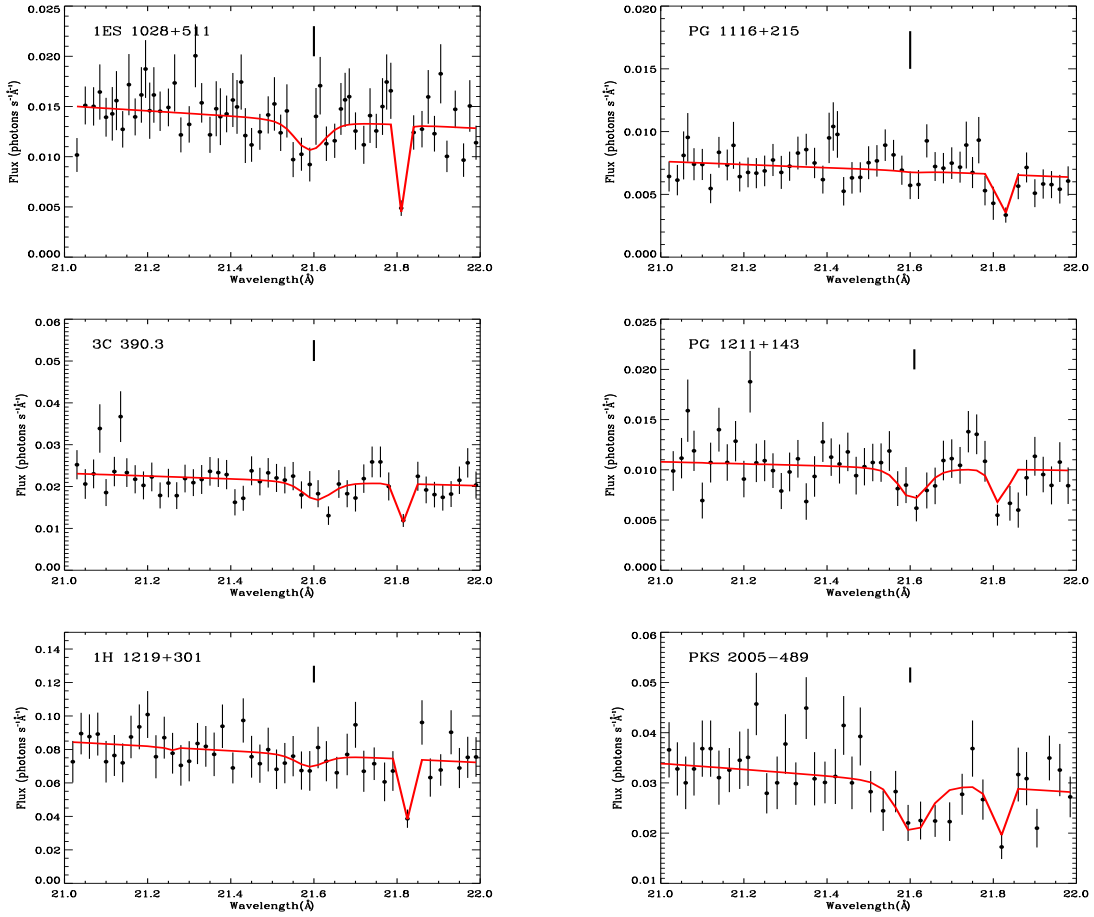 1ES 1028+511
Flux (photons s⁻¹Å⁻¹)
0.025
0.020
0.015
0.010
0.005
0.000
21.0 21.2 21.4 21.6 21.8 22.0
Wavelength(Å)
PG 1116+215
Flux (photons s⁻¹Å⁻¹)
0.020
0.015
0.010
0.005
0.000
21.0 21.2 21.4 21.6 21.8 22.0
Wavelength(Å)
3C 390.3
Flux (photons s⁻¹Å⁻¹)
0.06
0.05
0.04
0.03
0.02
0.01
0.00
21.0 21.2 21.4 21.6 21.8 22.0
Wavelength(Å)
PG 1211+143
Flux (photons s⁻¹Å⁻¹)
0.025
0.020
0.015
0.010
0.005
0.000
21.0 21.2 21.4 21.6 21.8 22.0
Wavelength(Å)
1H 1219+301
Flux (photons s⁻¹Å⁻¹)
0.14
0.12
0.10
0.08
0.06
0.04
0.02
0.00
21.0 21.2 21.4 21.6 21.8 22.0
Wavelength(Å)
PKS 2005−489
Flux (photons s⁻¹Å⁻¹)
0.06
0.05
0.04
0.03
0.02
0.01
21.0 21.2 21.4 21.6 21.8 22.0
Wavelength(Å)